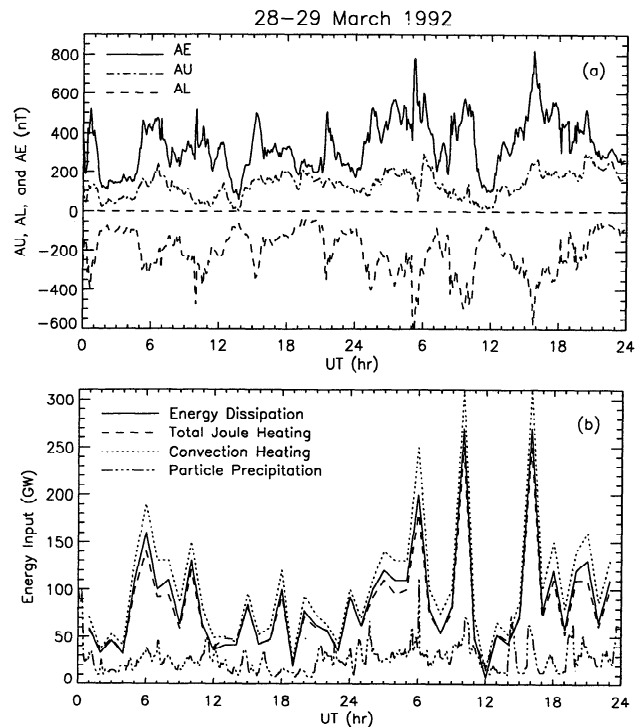 28–29 March 1992
AE
AU
AL
(a)
AU, AL, and AE (nT)
800
600
400
200
0
−200
−400
−600
0 6 12 18 24 6 12 18 24
UT (hr)
Energy Dissipation
Total Joule Heating
Convection Heating
Particle Precipitation
(b)
Energy Input (GW)
300
250
200
150
100
50
0
0 6 12 18 24 6 12 18 24
UT (hr)